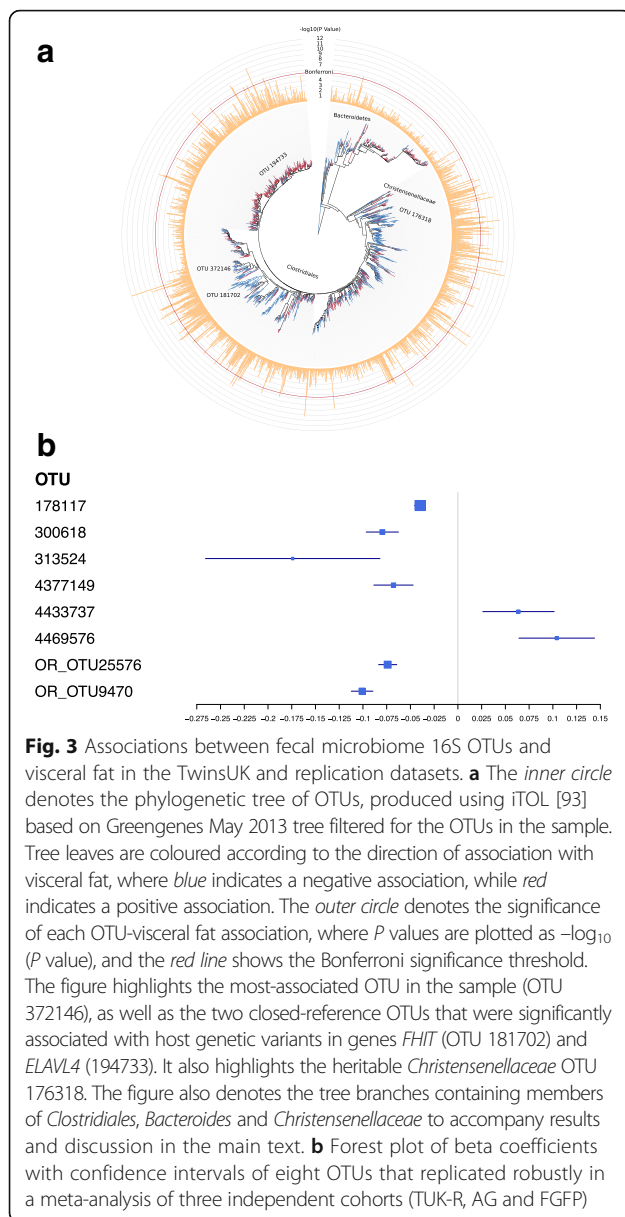 a
-log10(P Value)
12
11
10
9
8
7
Bonferroni
4
3
2
1
Bacteroidetes
OTU 194733
Christensenellaceae
OTU 178318
Clostridiales
OTU 372146
OTU 181702
b
OTU
178117
300618
313524
4377149
4433737
4469576
OR_OTU25576
OR_OTU9470
−0.275 −0.25 −0.225 −0.2 −0.175 −0.15 −0.125 −0.1 −0.075 −0.05 −0.025 0 0.025 0.05 0.075 0.1 0.125 0.15
Fig. 3 Associations between fecal microbiome 16S OTUs and
visceral fat in the TwinsUK and replication datasets. a The inner circle
denotes the phylogenetic tree of OTUs, produced using iTOL [93]
based on Greengenes May 2013 tree filtered for the OTUs in the sample.
Tree leaves are coloured according to the direction of association with
visceral fat, where blue indicates a negative association, while red
indicates a positive association. The outer circle denotes the significance
of each OTU-visceral fat association, where P values are plotted as –log10
(P value), and the red line shows the Bonferroni significance threshold.
The figure highlights the most-associated OTU in the sample (OTU
372146), as well as the two closed-reference OTUs that were significantly
associated with host genetic variants in genes FHIT (OTU 181702) and
ELAVL4 (194733). It also highlights the heritable Christensenellaceae OTU
176318. The figure also denotes the tree branches containing members
of Clostridiales, Bacteroides and Christensenellaceae to accompany results
and discussion in the main text. b Forest plot of beta coefficients
with confidence intervals of eight OTUs that replicated robustly in
a meta-analysis of three independent cohorts (TUK-R, AG and FGFP)